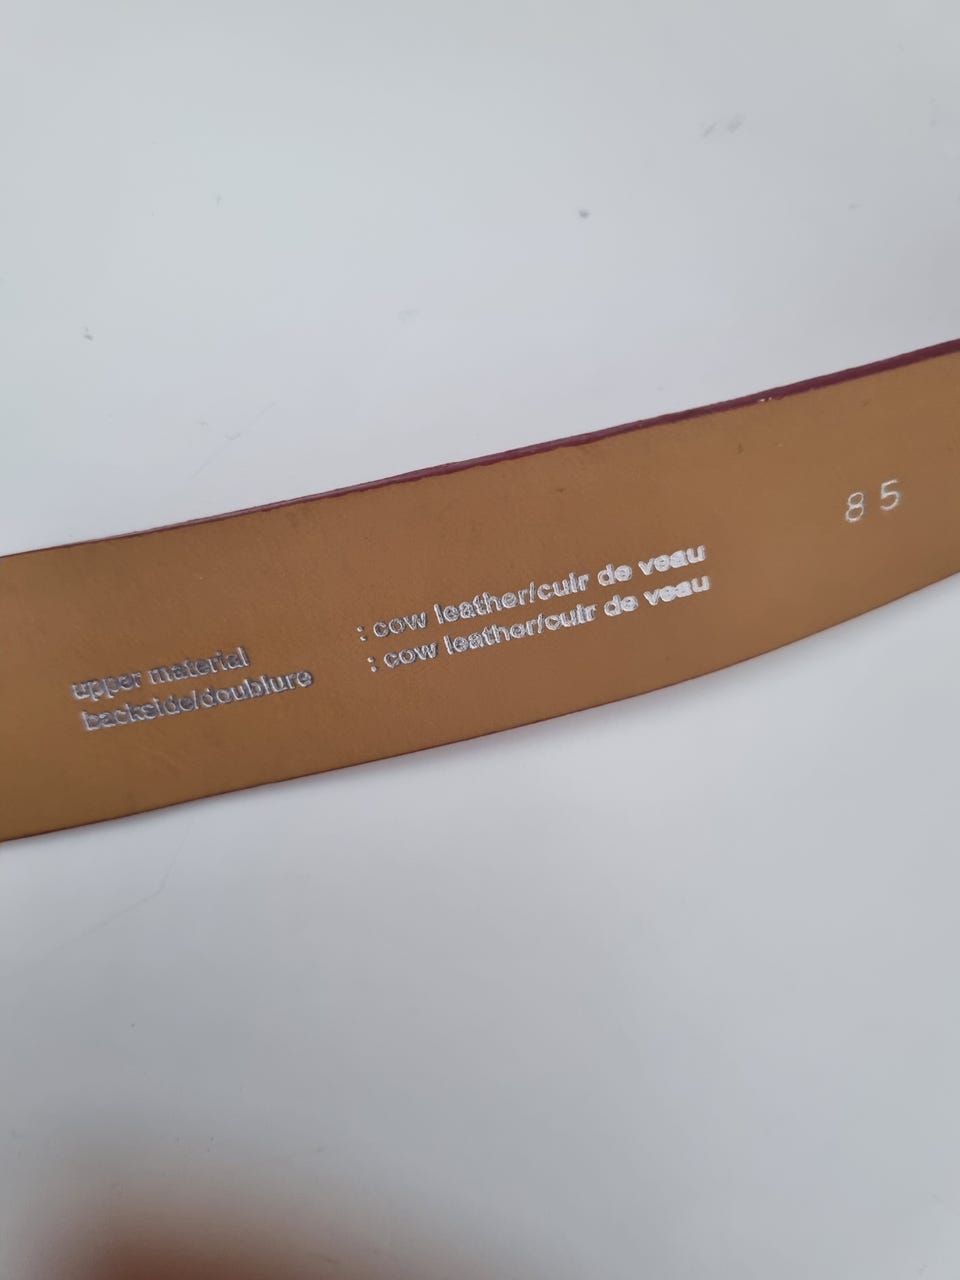 upper material : cow leather/cuir de veau
backside/doublure : cow leather/cuir de veau
85